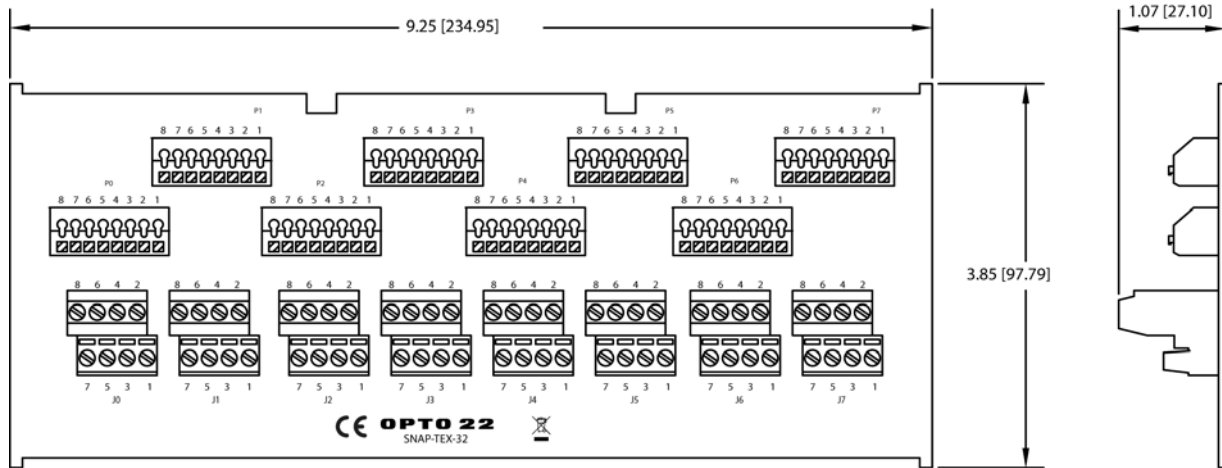 9.25 [234.95]
1.07 [27.10]
P1 P3 P5 P7
8 7 6 5 4 3 2 1 8 7 6 5 4 3 2 1 8 7 6 5 4 3 2 1 8 7 6 5 4 3 2 1
P0 P2 P4 P6
8 7 6 5 4 3 2 1 8 7 6 5 4 3 2 1 8 7 6 5 4 3 2 1 8 7 6 5 4 3 2 1
3.85 [97.79]
8 6 4 2 8 6 4 2 8 6 4 2 8 6 4 2 8 6 4 2 8 6 4 2 8 6 4 2 8 6 4 2
7 5 3 1 7 5 3 1 7 5 3 1 7 5 3 1 7 5 3 1 7 5 3 1 7 5 3 1 7 5 3 1
J0 J1 J2 J3 J4 J5 J6 J7
CE OPTO 22
SNAP-TEX-32